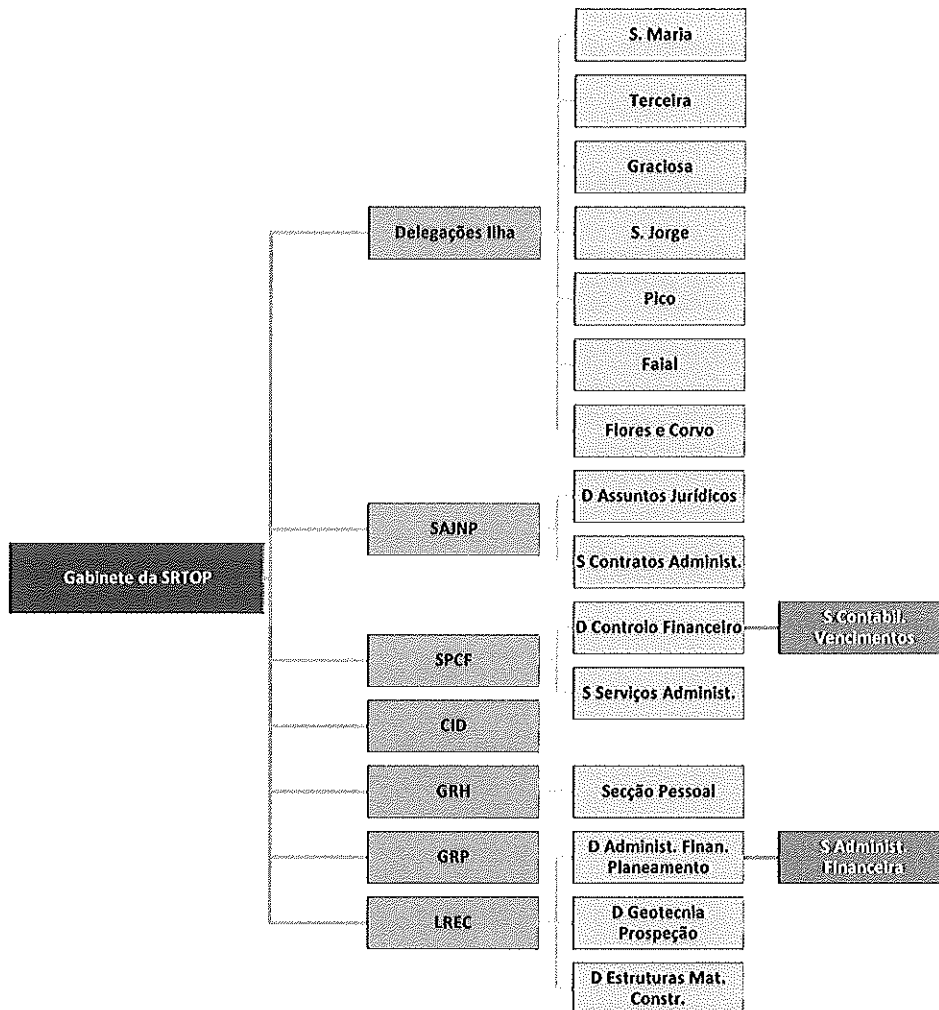 S. Maria
Terceira
Graciosa
Delegações Ilha
S. Jorge
Pico
Faial
Flores e Corvo
D Assuntos Jurídicos
SAJNP
S Contratos Administ.
Gabinete da SRTOP
D Controlo Financeiro
S Contabil.
Vencimentos
SPCF
S Serviços Administ.
CID
GRH
Secção Pessoal
GRP
D Administ. Finan.
Planeamento
S Administ.
Financeira
LREC
D Geotecnia
Prospeção
D Estruturas Mat.
Constr.